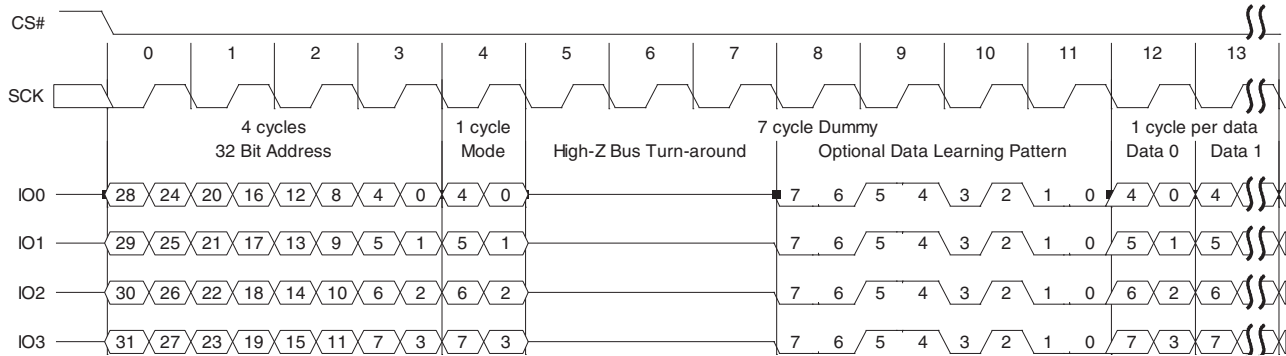 CS#
0 1 2 3 4 5 6 7 8 9 10 11 12 13
SCK
4 cycles 1 cycle 7 cycle Dummy 1 cycle per data
32 Bit Address Mode High-Z Bus Turn-around Optional Data Learning Pattern Data 0 Data 1
IO0 28 24 20 16 12 8 4 0 4 0 7 6 5 4 3 2 1 0 4 0 4
IO1 29 25 21 17 13 9 5 1 5 1 7 6 5 4 3 2 1 0 5 1 5
IO2 30 26 22 18 14 10 6 2 6 2 7 6 5 4 3 2 1 0 6 2 6
IO3 31 27 23 19 15 11 7 3 7 3 7 6 5 4 3 2 1 0 7 3 7